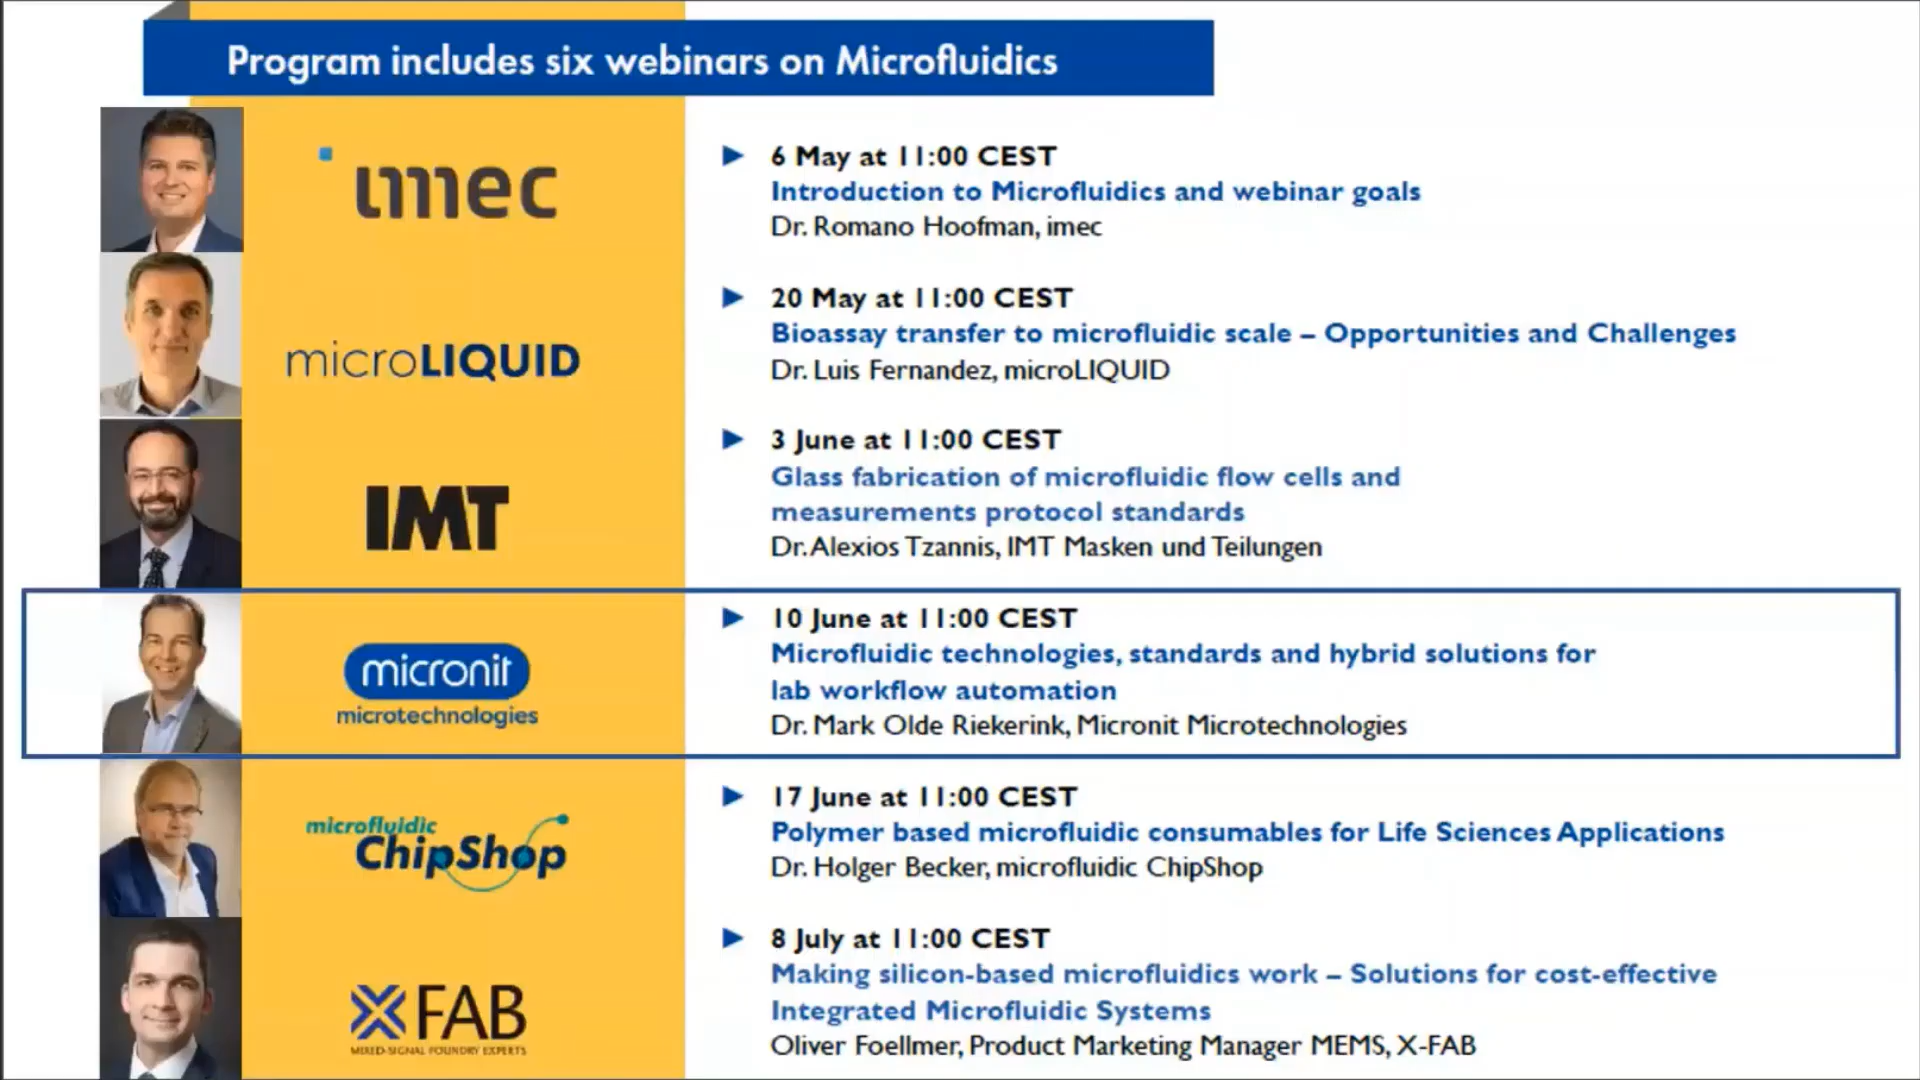 Program includes six webinars on Microfluidics
imec
6 May at 11:00 CEST
Introduction to Microfluidics and webinar goals
Dr. Romano Hoofman, imec
microLIQUID
20 May at 11:00 CEST
Bioassay transfer to microfluidic scale – Opportunities and Challenges
Dr. Luis Fernandez, microLIQUID
IMT
3 June at 11:00 CEST
Glass fabrication of microfluidic flow cells and
measurements protocol standards
Dr. Alexios Tzannis, IMT Masken und Teilungen
micronit
microtechnologies
10 June at 11:00 CEST
Microfluidic technologies, standards and hybrid solutions for
lab workflow automation
Dr. Mark Olde Riekerink, Micronit Microtechnologies
microfluidic
ChipShop
17 June at 11:00 CEST
Polymer based microfluidic consumables for Life Sciences Applications
Dr. Holger Becker, microfluidic ChipShop
XFAB
MIXED-SIGNAL FOUNDRY EXPERTS
8 July at 11:00 CEST
Making silicon-based microfluidics work – Solutions for cost-effective
Integrated Microfluidic Systems
Oliver Foellmer, Product Marketing Manager MEMS, X-FAB